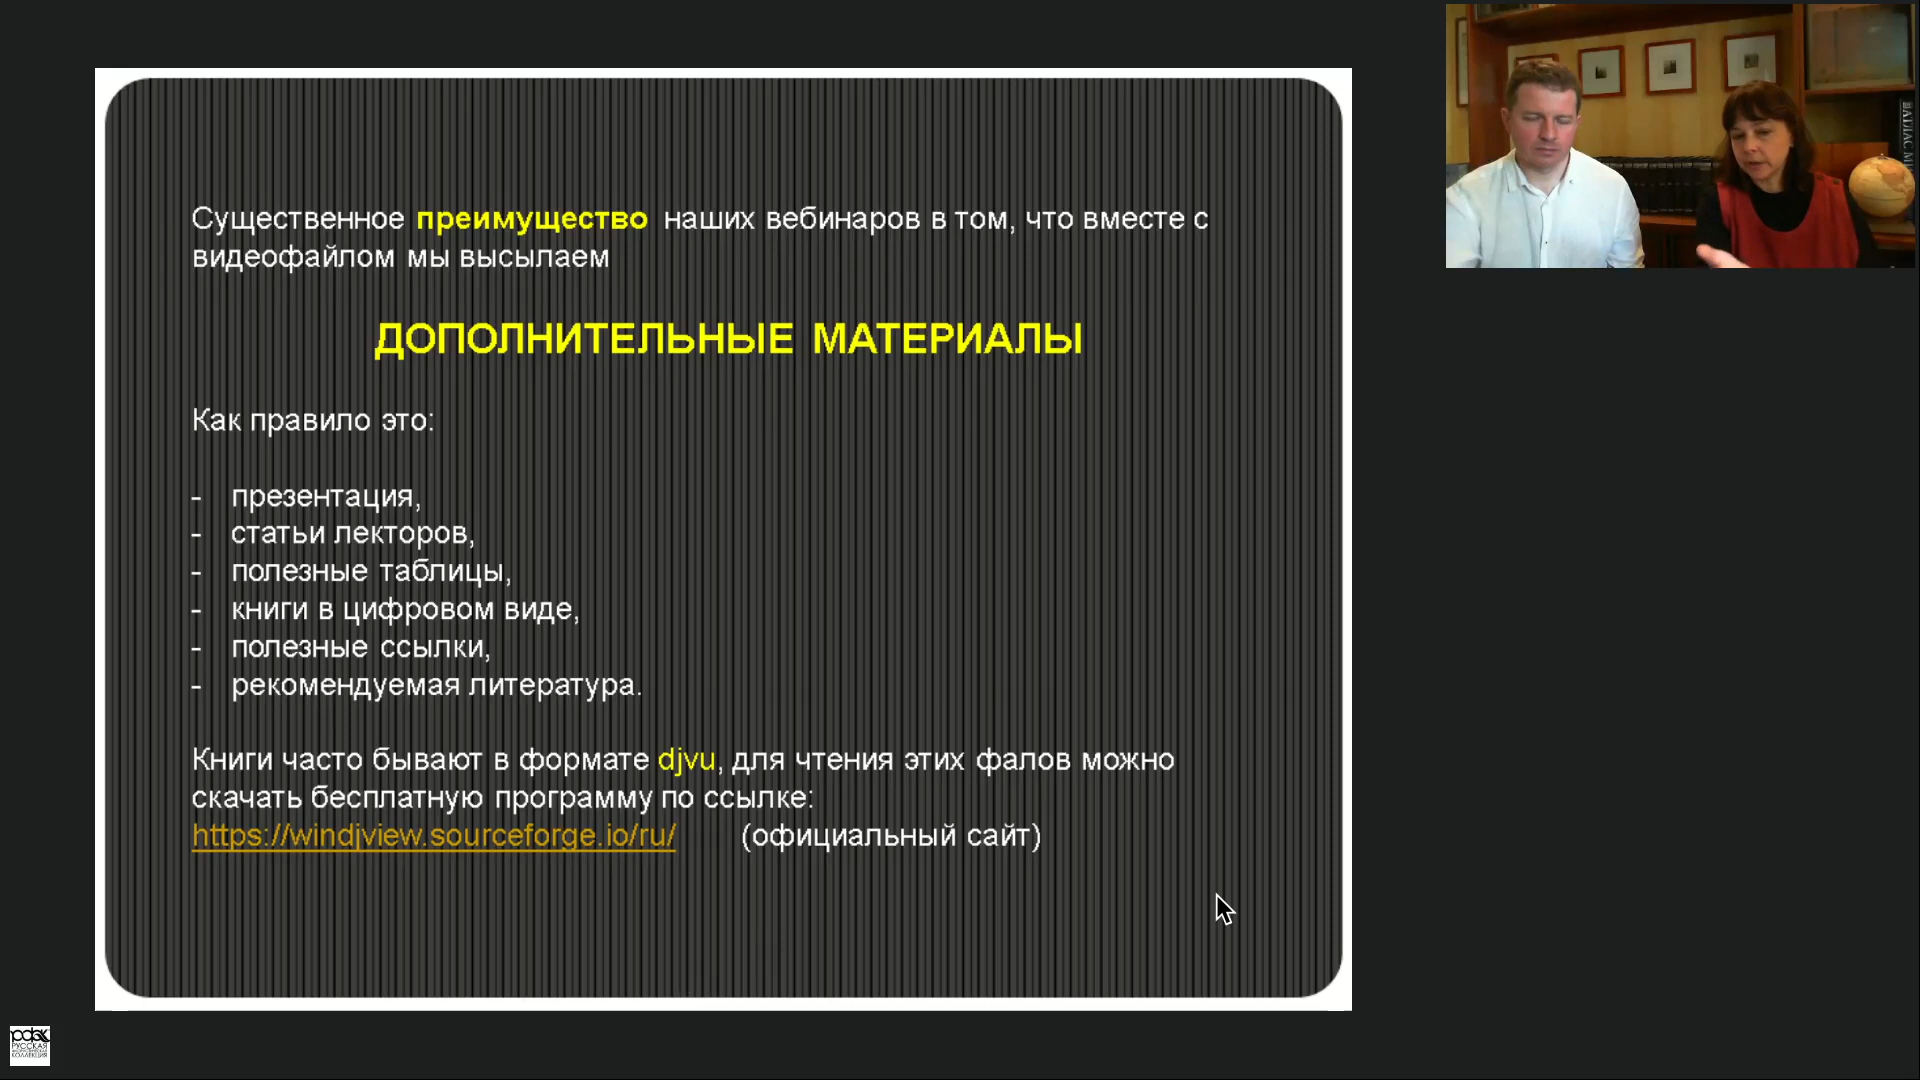 Существенное преимущество наших вебинаров в том, что вместе с
видеофайлом мы высылаем
ДОПОЛНИТЕЛЬНЫЕ МАТЕРИАЛЫ
Как правило это:
- презентация,
- статьи лекторов,
- полезные таблицы,
- книги в цифровом виде,
- полезные ссылки,
- рекомендуемая литература.
Книги часто бывают в формате djvu, для чтения этих фалов можно
скачать бесплатную программу по ссылке:
https://windjview.sourceforge.io/ru/ (официальный сайт)
РУССКАЯ
КОЛЛЕКЦИЯ